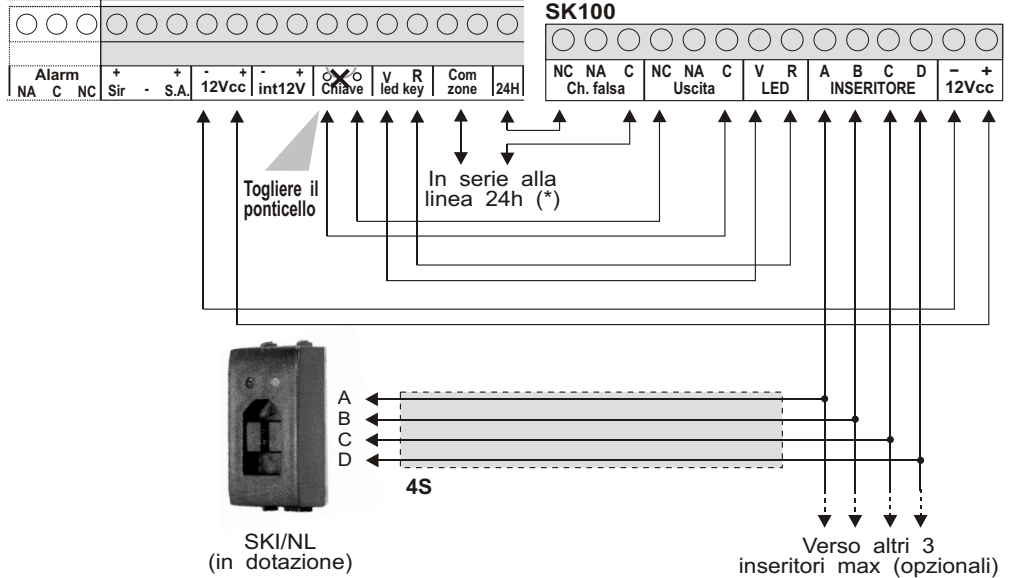 SK100
Alarm
NA C NC
+ +
Sir - S.A.
- +
12Vcc
- +
int12V
Chiave
V R
led key
Com
zone
24H
NC NA C
Ch. falsa
NC NA C
Uscita
V R
LED
A B C D
INSERITORE
− +
12Vcc
Togliere il
ponticello
In serie alla
linea 24h (*)
6
A
B
C
D
4S
SKI/NL
(in dotazione)
Verso altri 3
inseritori max (opzionali)